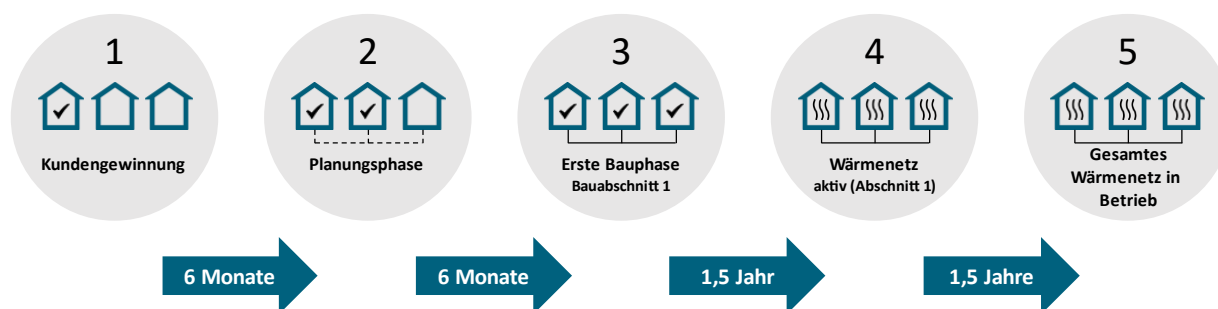 1
Kundengewinnung
2
Planungsphase
3
Erste Bauphase
Bauabschnitt 1
4
Wärmenetz
aktiv (Abschnitt 1)
5
Gesamtes
Wärmenetz in
Betrieb
6 Monate
6 Monate
1,5 Jahr
1,5 Jahre